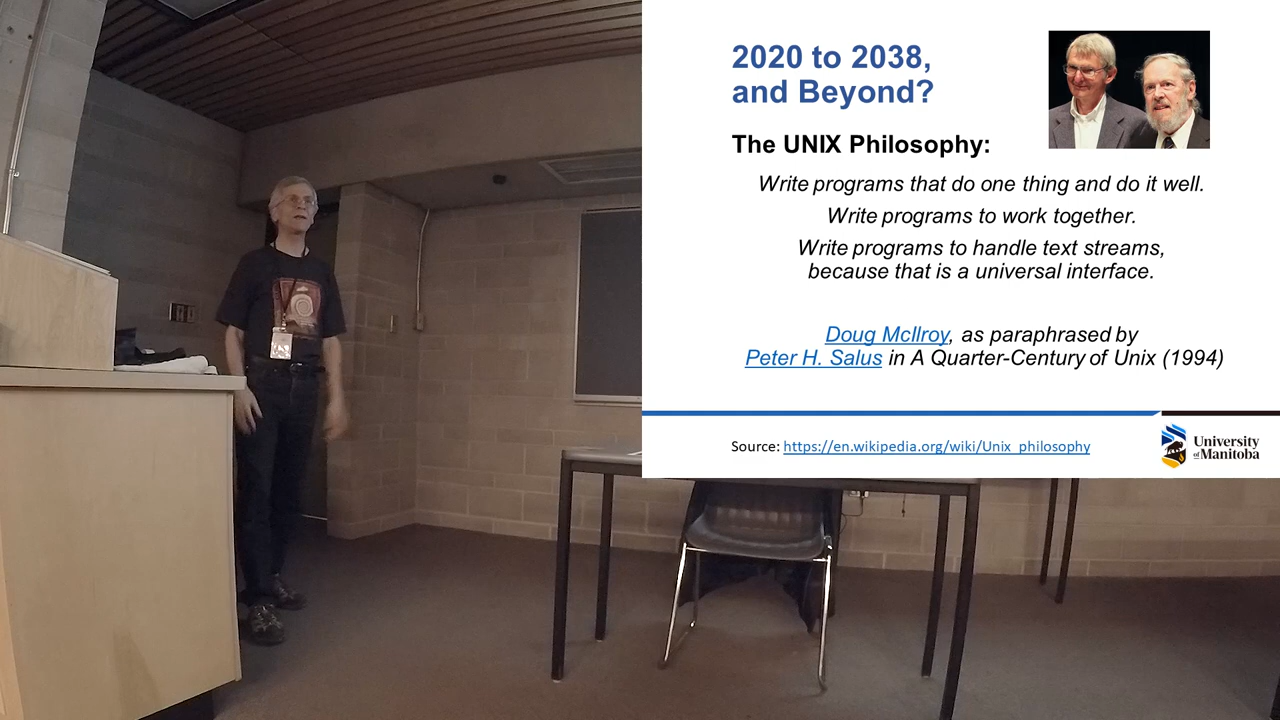 2020 to 2038,
and Beyond?
The UNIX Philosophy:
Write programs that do one thing and do it well.
Write programs to work together.
Write programs to handle text streams,
because that is a universal interface.
Doug McIlroy, as paraphrased by
Peter H. Salus in A Quarter-Century of Unix (1994)
Source: https://en.wikipedia.org/wiki/Unix_philosophy
University
of Manitoba